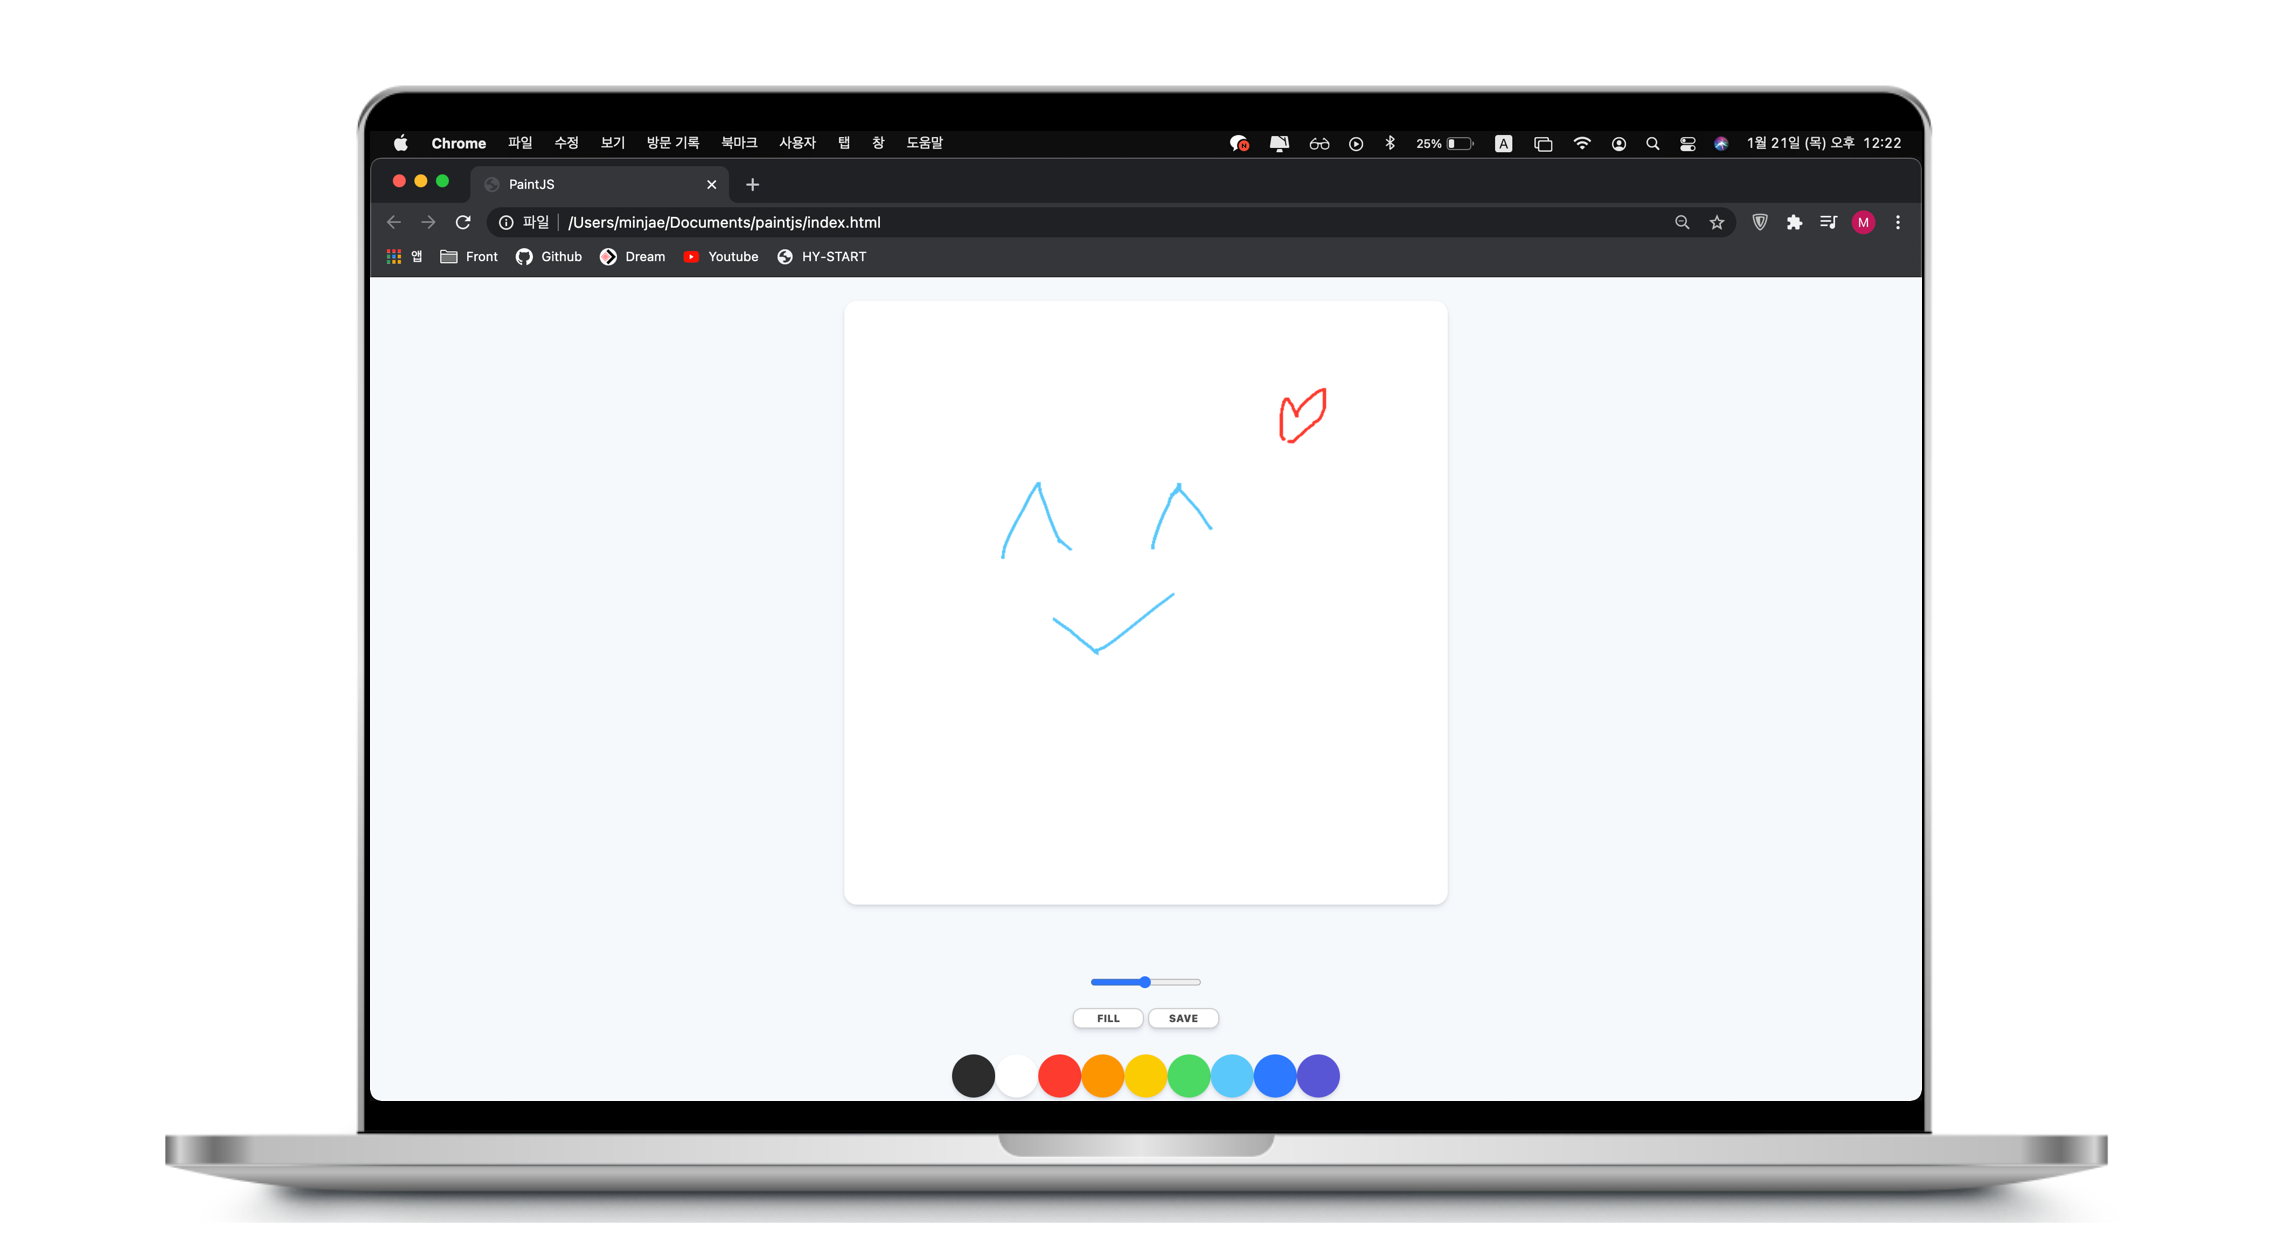 Chrome 파일 수정 보기 방문 기록 북마크 사용자 탭 창 도움말 25% A 1월 21일 (목) 오후 12:22
PaintJS
파일 /Users/minjae/Documents/paintjs/index.html M
앱 Front Github Dream Youtube HY-START
FILL SAVE